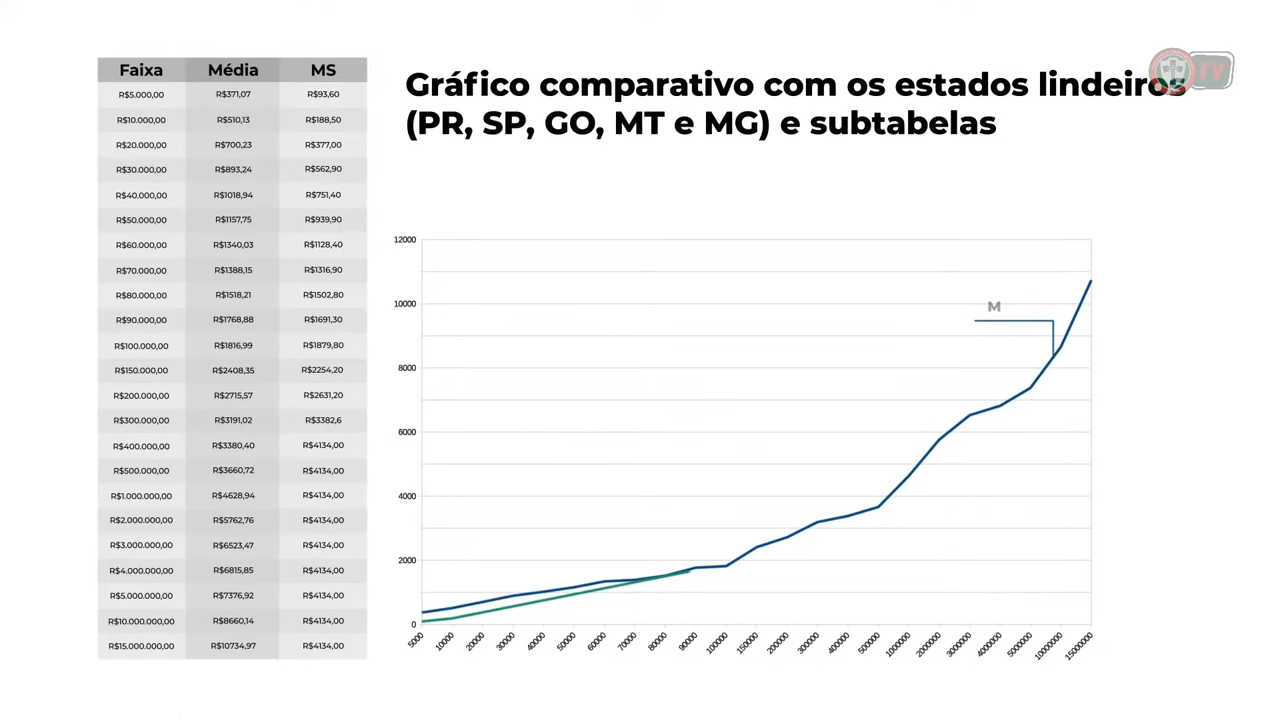 Gráfico comparativo com os estados lindeiros
(PR, SP, GO, MT e MG) e subtabelas
TV
Faixa Média MS
R$5.000,00 R$371,07 R$93,60
R$10.000,00 R$510,13 R$188,50
R$20.000,00 R$700,23 R$377,00
R$30.000,00 R$893,24 R$562,90
R$40.000,00 R$1018,94 R$751,40
R$50.000,00 R$1157,75 R$939,90
R$60.000,00 R$1340,03 R$1128,40
R$70.000,00 R$1388,15 R$1316,90
R$80.000,00 R$1518,21 R$1502,80
R$90.000,00 R$1768,88 R$1691,30
R$100.000,00 R$1816,99 R$1879,80
R$150.000,00 R$2408,35 R$2254,20
R$200.000,00 R$2715,57 R$2631,20
R$300.000,00 R$3191,02 R$3382,6
R$400.000,00 R$3380,40 R$4134,00
R$500.000,00 R$3660,72 R$4134,00
R$1.000.000,00 R$4628,94 R$4134,00
R$2.000.000,00 R$5762,76 R$4134,00
R$3.000.000,00 R$6523,47 R$4134,00
R$4.000.000,00 R$6815,85 R$4134,00
R$5.000.000,00 R$7376,92 R$4134,00
R$10.000.000,00 R$8660,14 R$4134,00
R$15.000.000,00 R$10734,97 R$4134,00
12000
10000
M
8000
6000
4000
2000
0
5000 10000 20000 30000 40000 50000 60000 70000 80000 90000 100000 150000 200000 300000 400000 500000 1000000 2000000 3000000 4000000 5000000 10000000 15000000